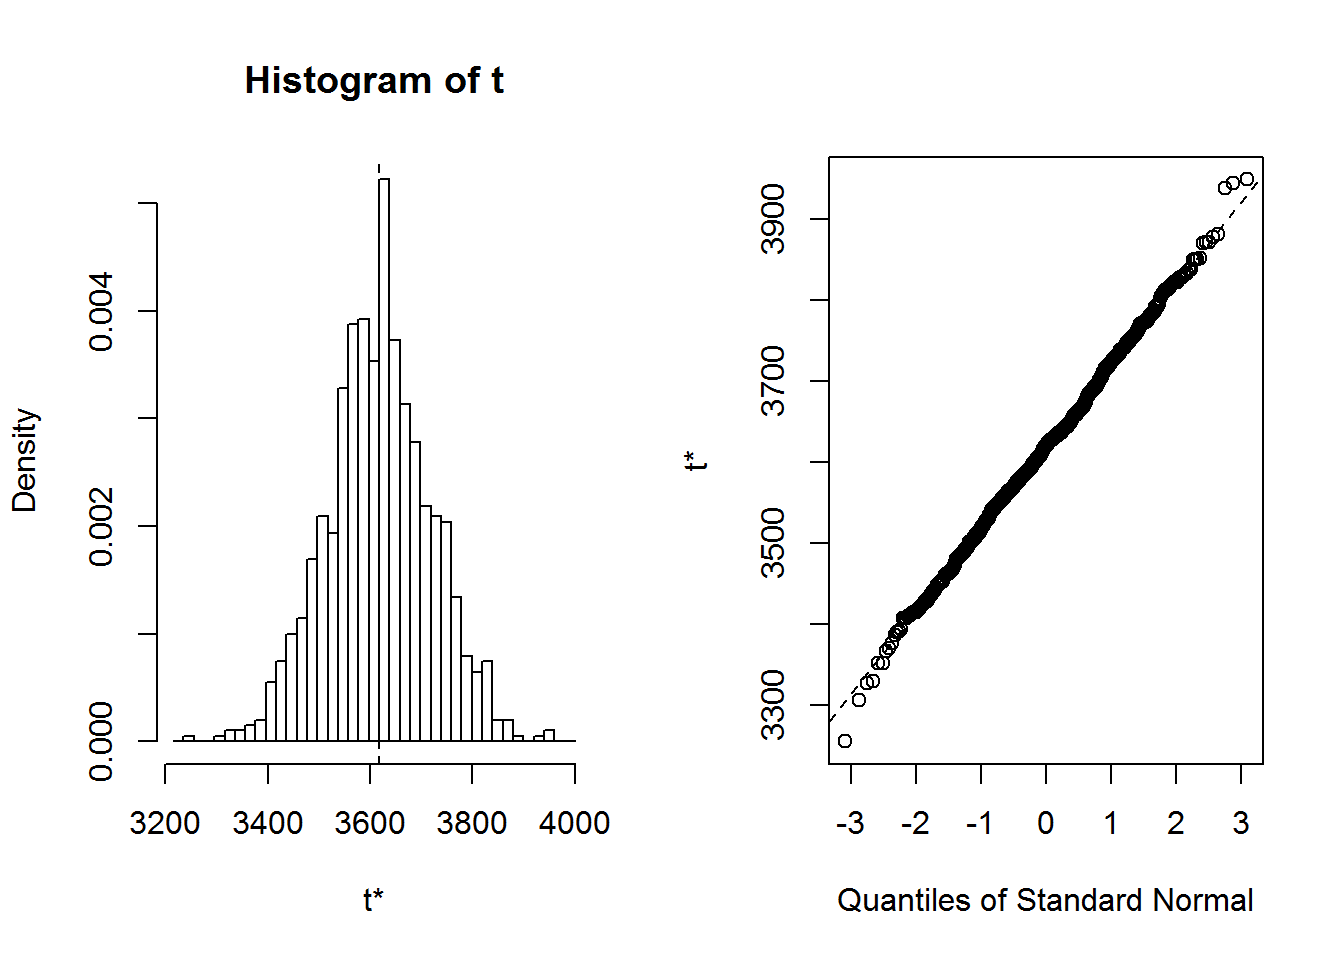 Histogram of t
Density
0.000 0.002 0.004
3200 3400 3600 3800 4000
t*
t*
3300 3500 3700 3900
-3 -2 -1 0 1 2 3
Quantiles of Standard Normal